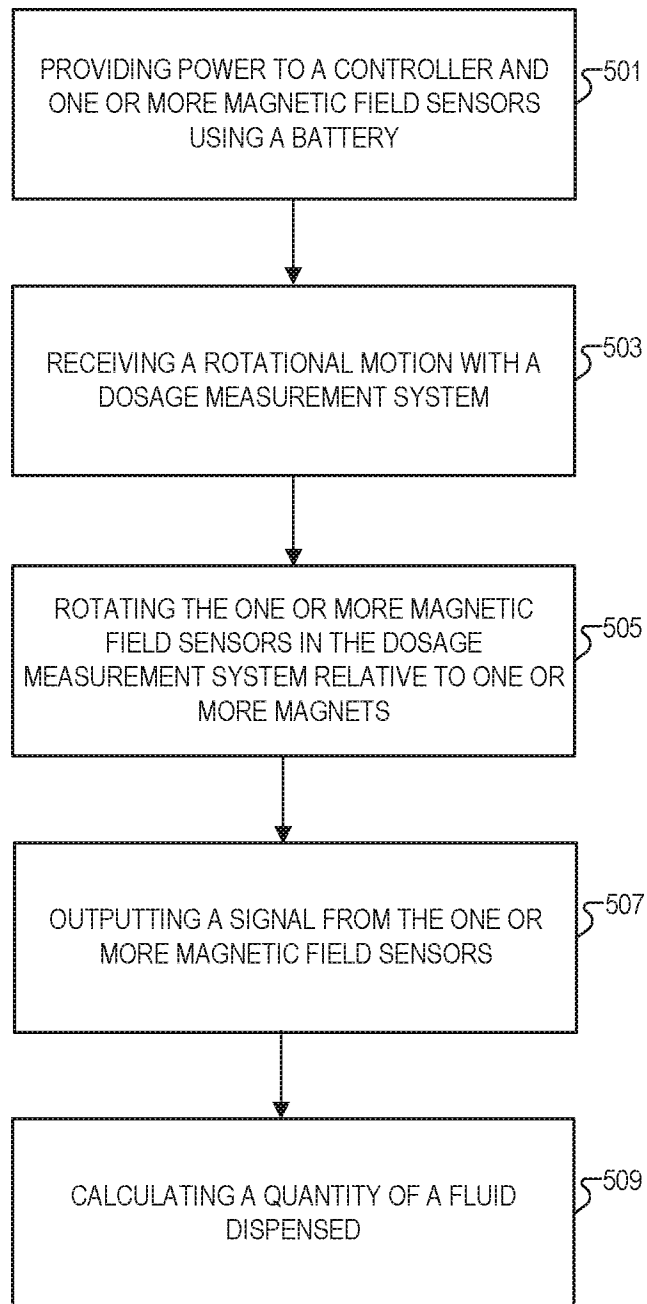 PROVIDING POWER TO A CONTROLLER AND
ONE OR MORE MAGNETIC FIELD SENSORS
USING A BATTERY
501
RECEIVING A ROTATIONAL MOTION WITH A
DOSAGE MEASUREMENT SYSTEM
503
ROTATING THE ONE OR MORE MAGNETIC
FIELD SENSORS IN THE DOSAGE
MEASUREMENT SYSTEM RELATIVE TO ONE OR
MORE MAGNETS
505
OUTPUTTING A SIGNAL FROM THE ONE OR
MORE MAGNETIC FIELD SENSORS
507
CALCULATING A QUANTITY OF A FLUID
DISPENSED
509